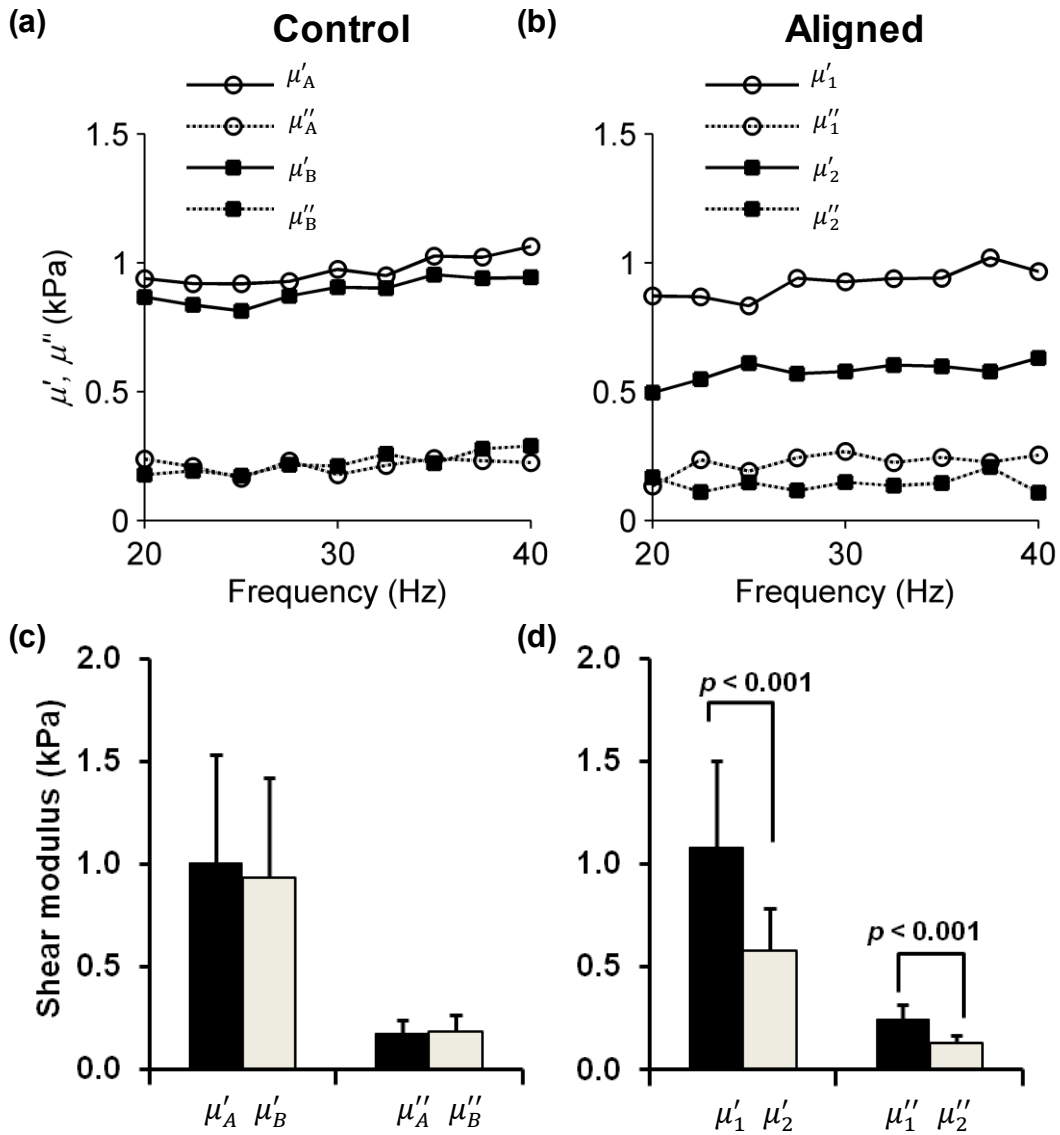 (a) Control
μ′A
μ″A
μ′B
μ″B
1.5
1
0.5
0
μ′, μ″ (kPa)
20 30 40
Frequency (Hz)
(b) Aligned
μ′1
μ″1
μ′2
μ″2
1.5
1
0.5
0
20 30 40
Frequency (Hz)
(c)
2.0
1.5
1.0
0.5
0.0
Shear modulus (kPa)
μ′A μ′B μ″A μ″B
(d)
2.0
1.5
1.0
0.5
0.0
p < 0.001
p < 0.001
μ′1 μ′2 μ″1 μ″2